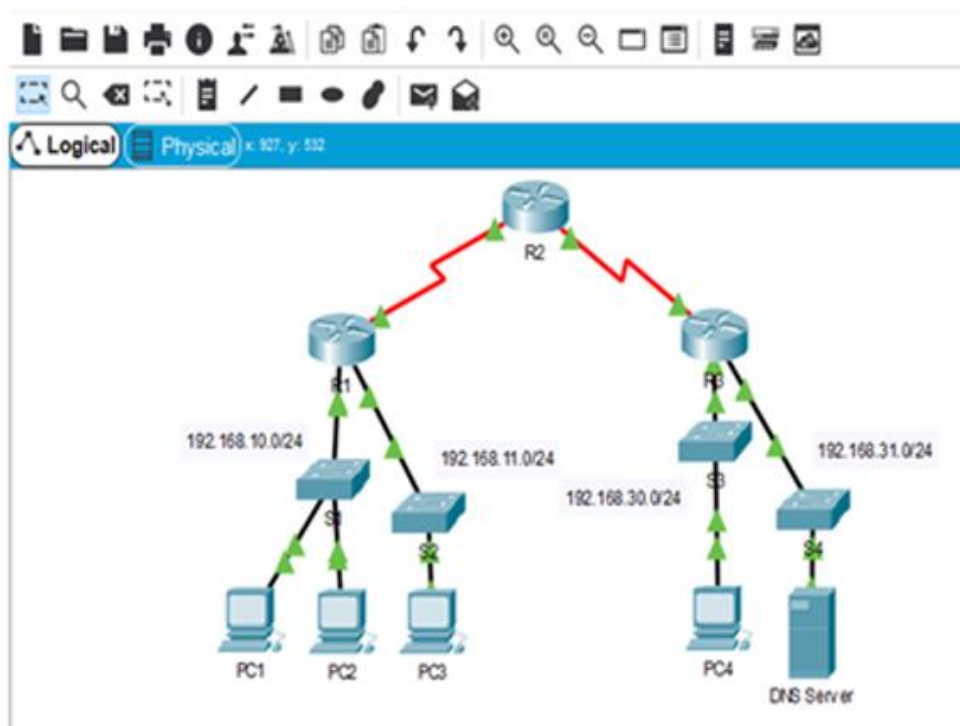 Logical Physical x: 927, y: 532
R2
R1
R3
192.168.10.0/24
192.168.11.0/24
192.168.30.0/24
192.168.31.0/24
S1
S2
S3
S4
PC1
PC2
PC3
PC4
DNS Server